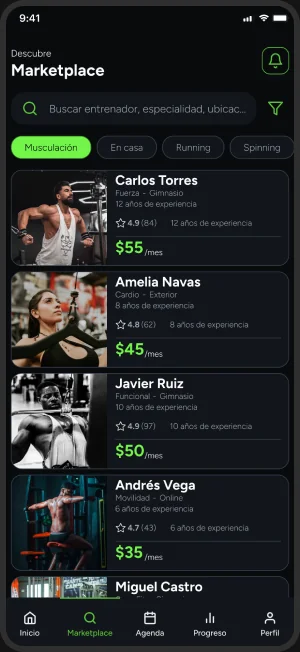 9:41
Descubre
Marketplace
Buscar entrenador, especialidad, ubicac...
Musculación
En casa
Running
Spinning
Carlos Torres
Fuerza - Gimnasio
12 años de experiencia
4.9 (84) 12 años de experiencia
$55/mes
Amelia Navas
Cardio - Exterior
8 años de experiencia
4.8 (62) 8 años de experiencia
$45/mes
Javier Ruiz
Funcional - Gimnasio
10 años de experiencia
4.9 (97) 10 años de experiencia
$50/mes
Andrés Vega
Movilidad - Online
6 años de experiencia
4.7 (43) 6 años de experiencia
$35/mes
Miguel Castro
Inicio
Marketplace
Agenda
Progreso
Perfil